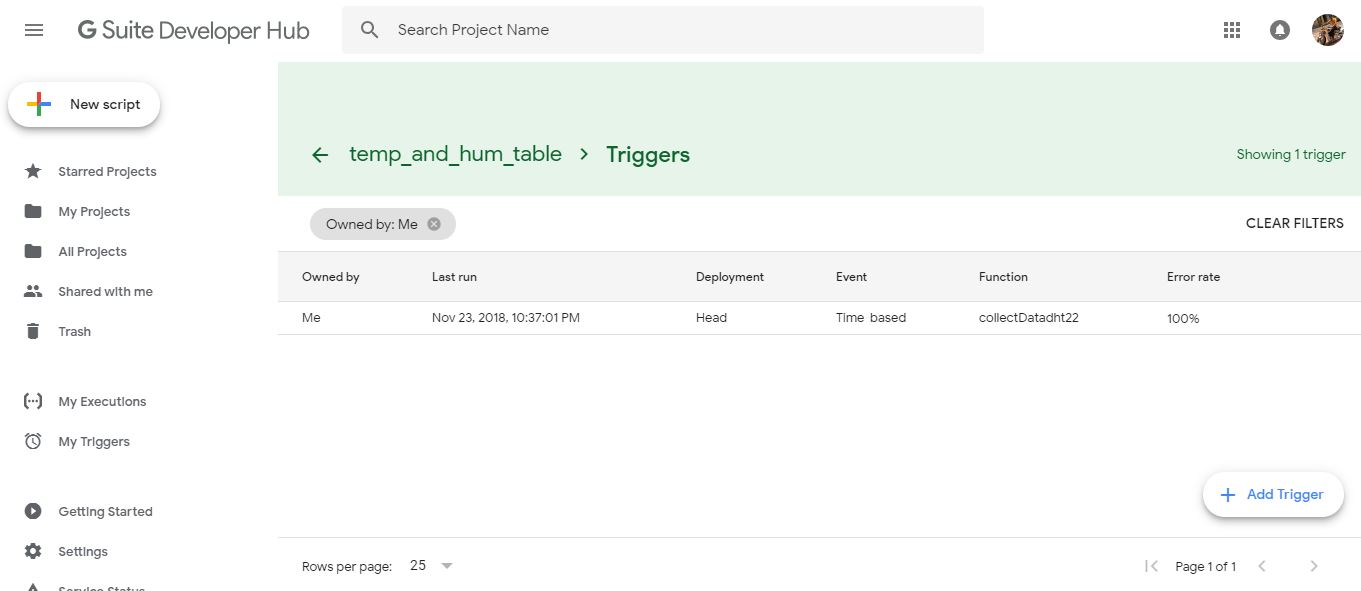 G Suite Developer Hub
Search Project Name
New script
Starred Projects
My Projects
All Projects
Shared with me
Trash
My Executions
My Triggers
Getting Started
Settings
Service Status
temp_and_hum_table > Triggers
Showing 1 trigger
Owned by: Me
CLEAR FILTERS
Owned by Last run Deployment Event Function Error rate
Me Nov 23, 2018, 10:37:01 PM Head Time based collectDatadht22 100%
+ Add Trigger
Rows per page: 25
Page 1 of 1